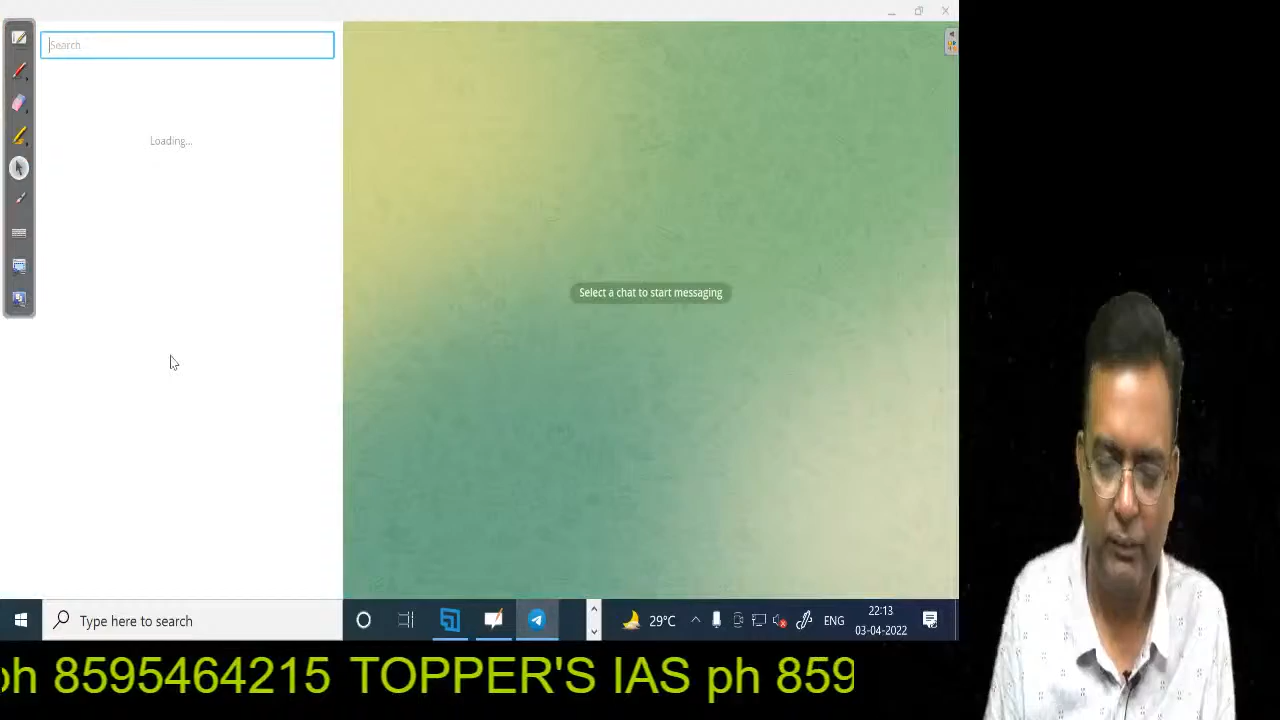 Search
Loading...
Select a chat to start messaging
Type here to search
29°C
ENG
22:13
03-04-2022
ph 8595464215 TOPPER'S IAS ph 859